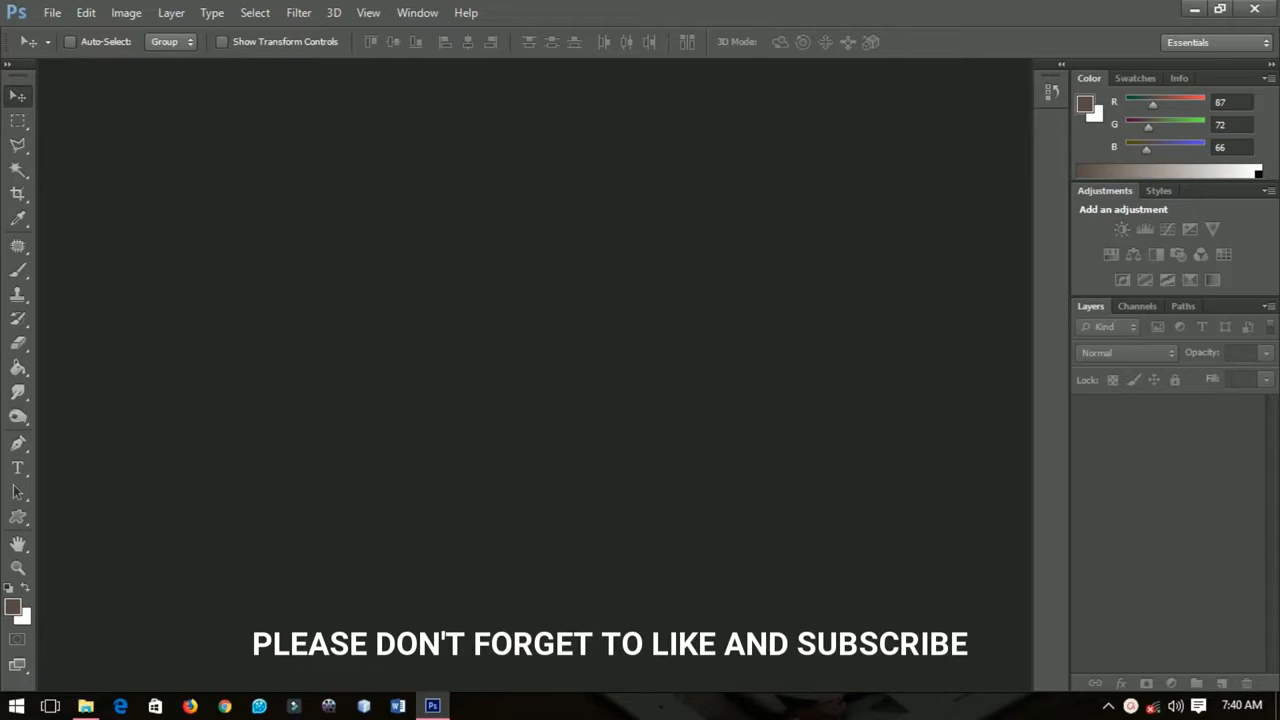 Ps File Edit Image Layer Type Select Filter 3D View Window Help
Auto-Select: Group Show Transform Controls 3D Mode: Essentials
Color Swatches Info
R 87
G 72
B 66
Adjustments Styles
Add an adjustment
Layers Channels Paths
Kind
Normal Opacity:
Lock: Fill:
PLEASE DON'T FORGET TO LIKE AND SUBSCRIBE
7:40 AM